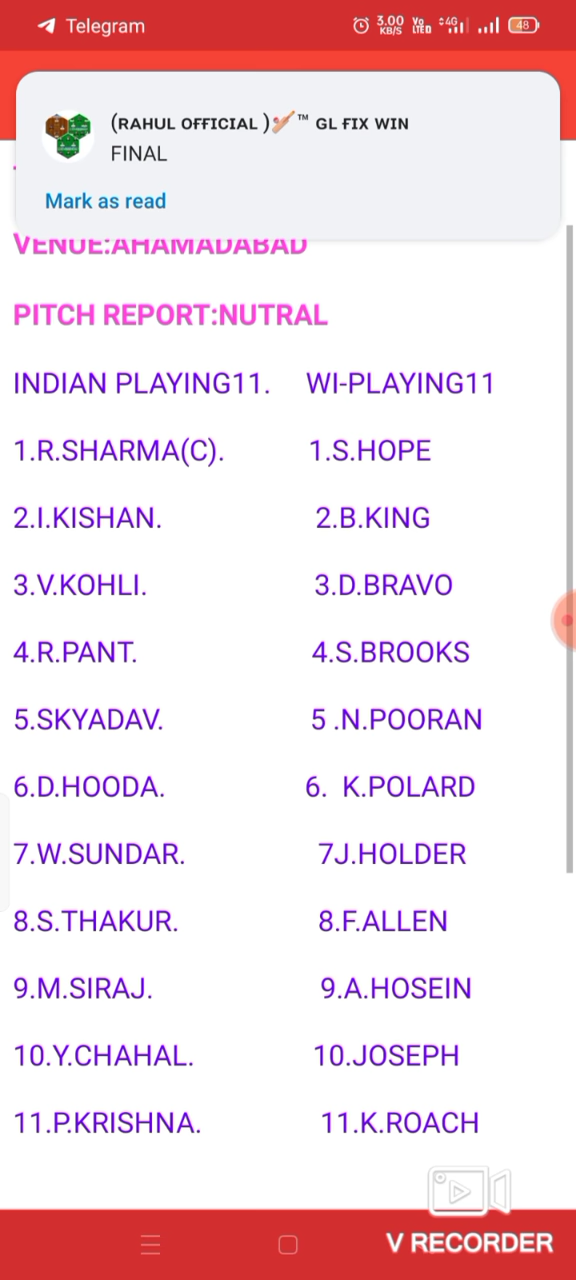 Telegram
3.00 KB/S Vo LTED 4G 48
(RAHUL OFFICIAL )🏏™ GL FIX WIN
FINAL
Mark as read
VENUE:AHAMADABAD
PITCH REPORT:NUTRAL
INDIAN PLAYING11. WI-PLAYING11
1.R.SHARMA(C). 1.S.HOPE
2.I.KISHAN. 2.B.KING
3.V.KOHLI. 3.D.BRAVO
4.R.PANT. 4.S.BROOKS
5.SKYADAV. 5 .N.POORAN
6.D.HOODA. 6. K.POLARD
7.W.SUNDAR. 7J.HOLDER
8.S.THAKUR. 8.F.ALLEN
9.M.SIRAJ. 9.A.HOSEIN
10.Y.CHAHAL. 10.JOSEPH
11.P.KRISHNA. 11.K.ROACH
V RECORDER